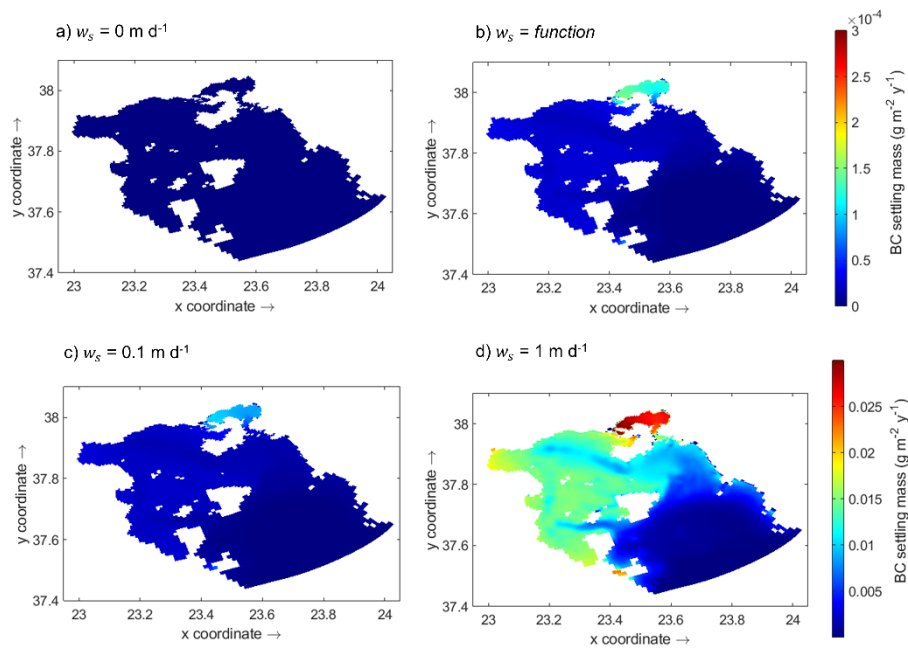 a) wₛ = 0 m d⁻¹
38
37.8
37.6
37.4
y coordinate →
23 23.2 23.4 23.6 23.8 24
x coordinate →
b) wₛ = function
38
37.8
37.6
37.4
y coordinate →
23 23.2 23.4 23.6 23.8 24
x coordinate →
×10⁻⁴
3
2.5
2
1.5
1
0.5
0
BC settling mass (g m⁻² y⁻¹)
c) wₛ = 0.1 m d⁻¹
38
37.8
37.6
37.4
y coordinate →
23 23.2 23.4 23.6 23.8 24
x coordinate →
d) wₛ = 1 m d⁻¹
38
37.8
37.6
37.4
y coordinate →
23 23.2 23.4 23.6 23.8 24
x coordinate →
0.025
0.02
0.015
0.01
0.005
BC settling mass (g m⁻² y⁻¹)